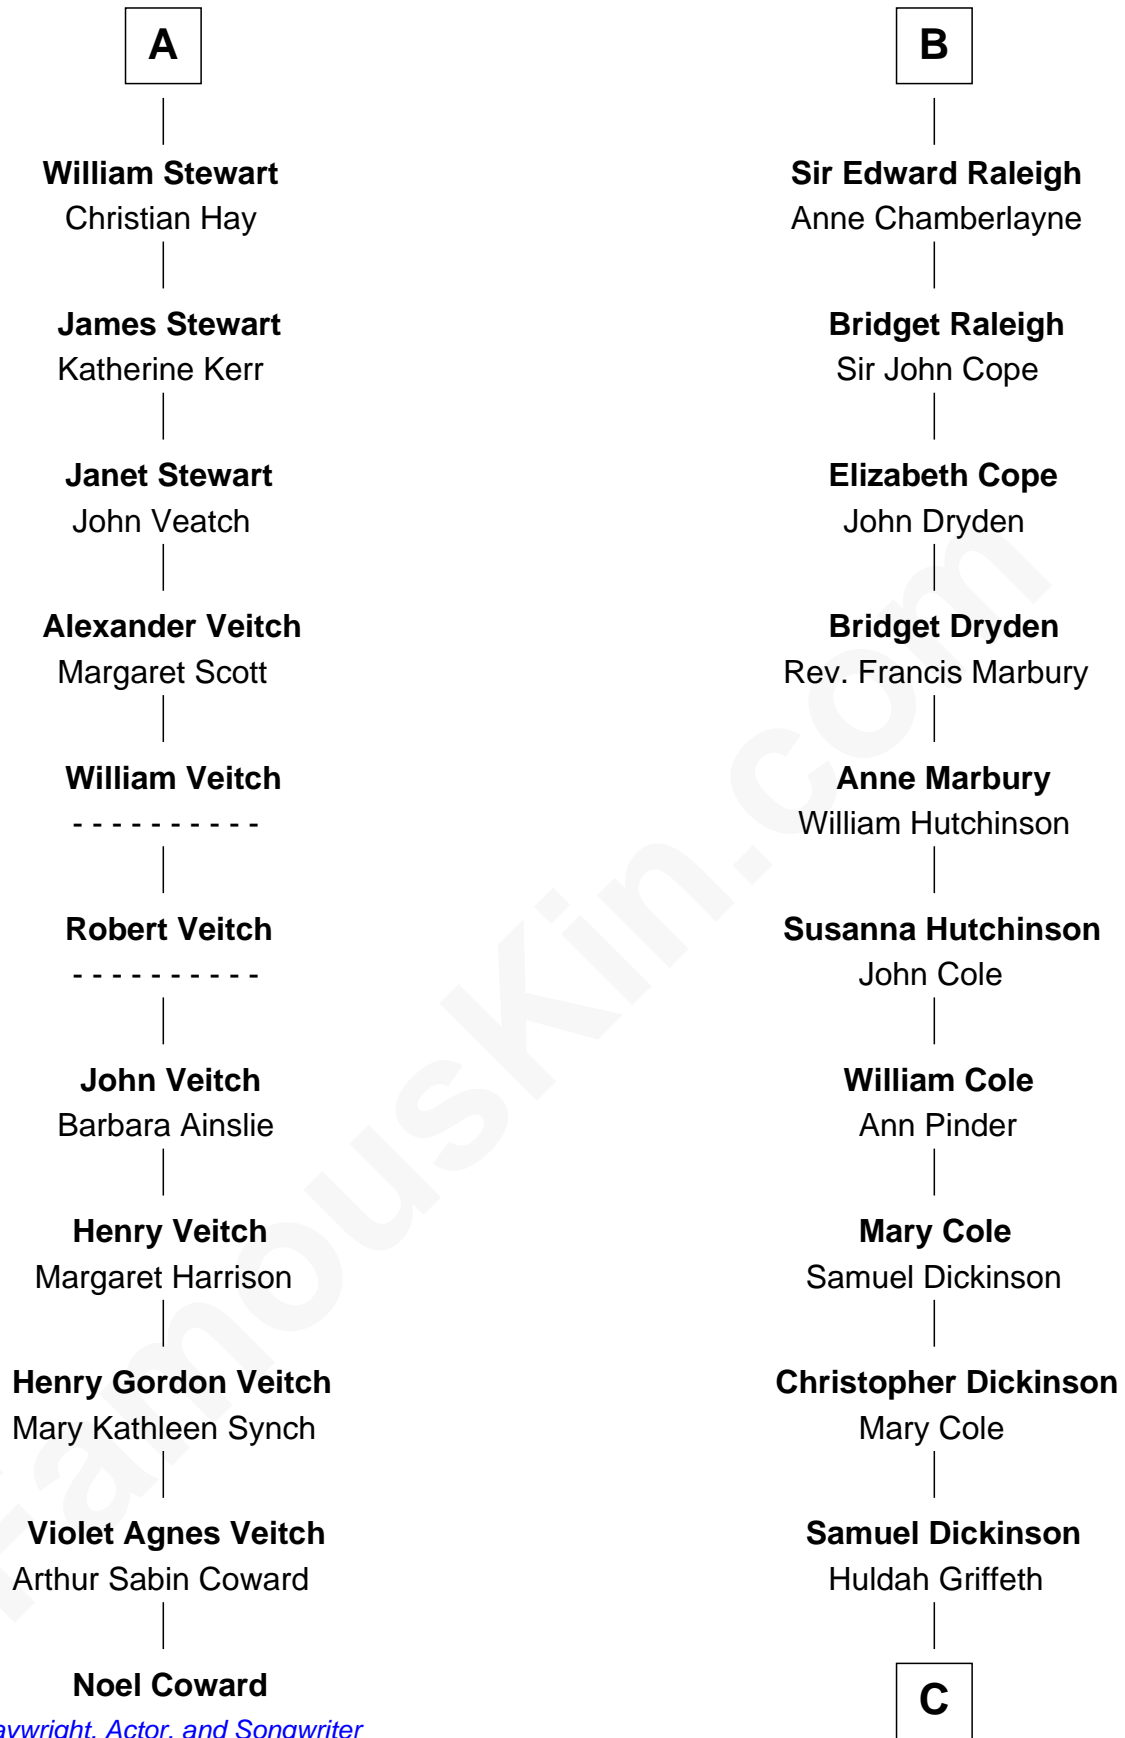 A
William Stewart
Christian Hay
James Stewart
Katherine Kerr
Janet Stewart
John Veatch
Alexander Veitch
Margaret Scott
William Veitch
- - - - - - - - - -
Robert Veitch
- - - - - - - - - -
John Veitch
Barbara Ainslie
Henry Veitch
Margaret Harrison
Henry Gordon Veitch
Mary Kathleen Synch
Violet Agnes Veitch
Arthur Sabin Coward
Noel Coward
aywright, Actor, and Songwriter
B
Sir Edward Raleigh
Anne Chamberlayne
Bridget Raleigh
Sir John Cope
Elizabeth Cope
John Dryden
Bridget Dryden
Rev. Francis Marbury
Anne Marbury
William Hutchinson
Susanna Hutchinson
John Cole
William Cole
Ann Pinder
Mary Cole
Samuel Dickinson
Christopher Dickinson
Mary Cole
Samuel Dickinson
Huldah Griffeth
C
FamousKin.com